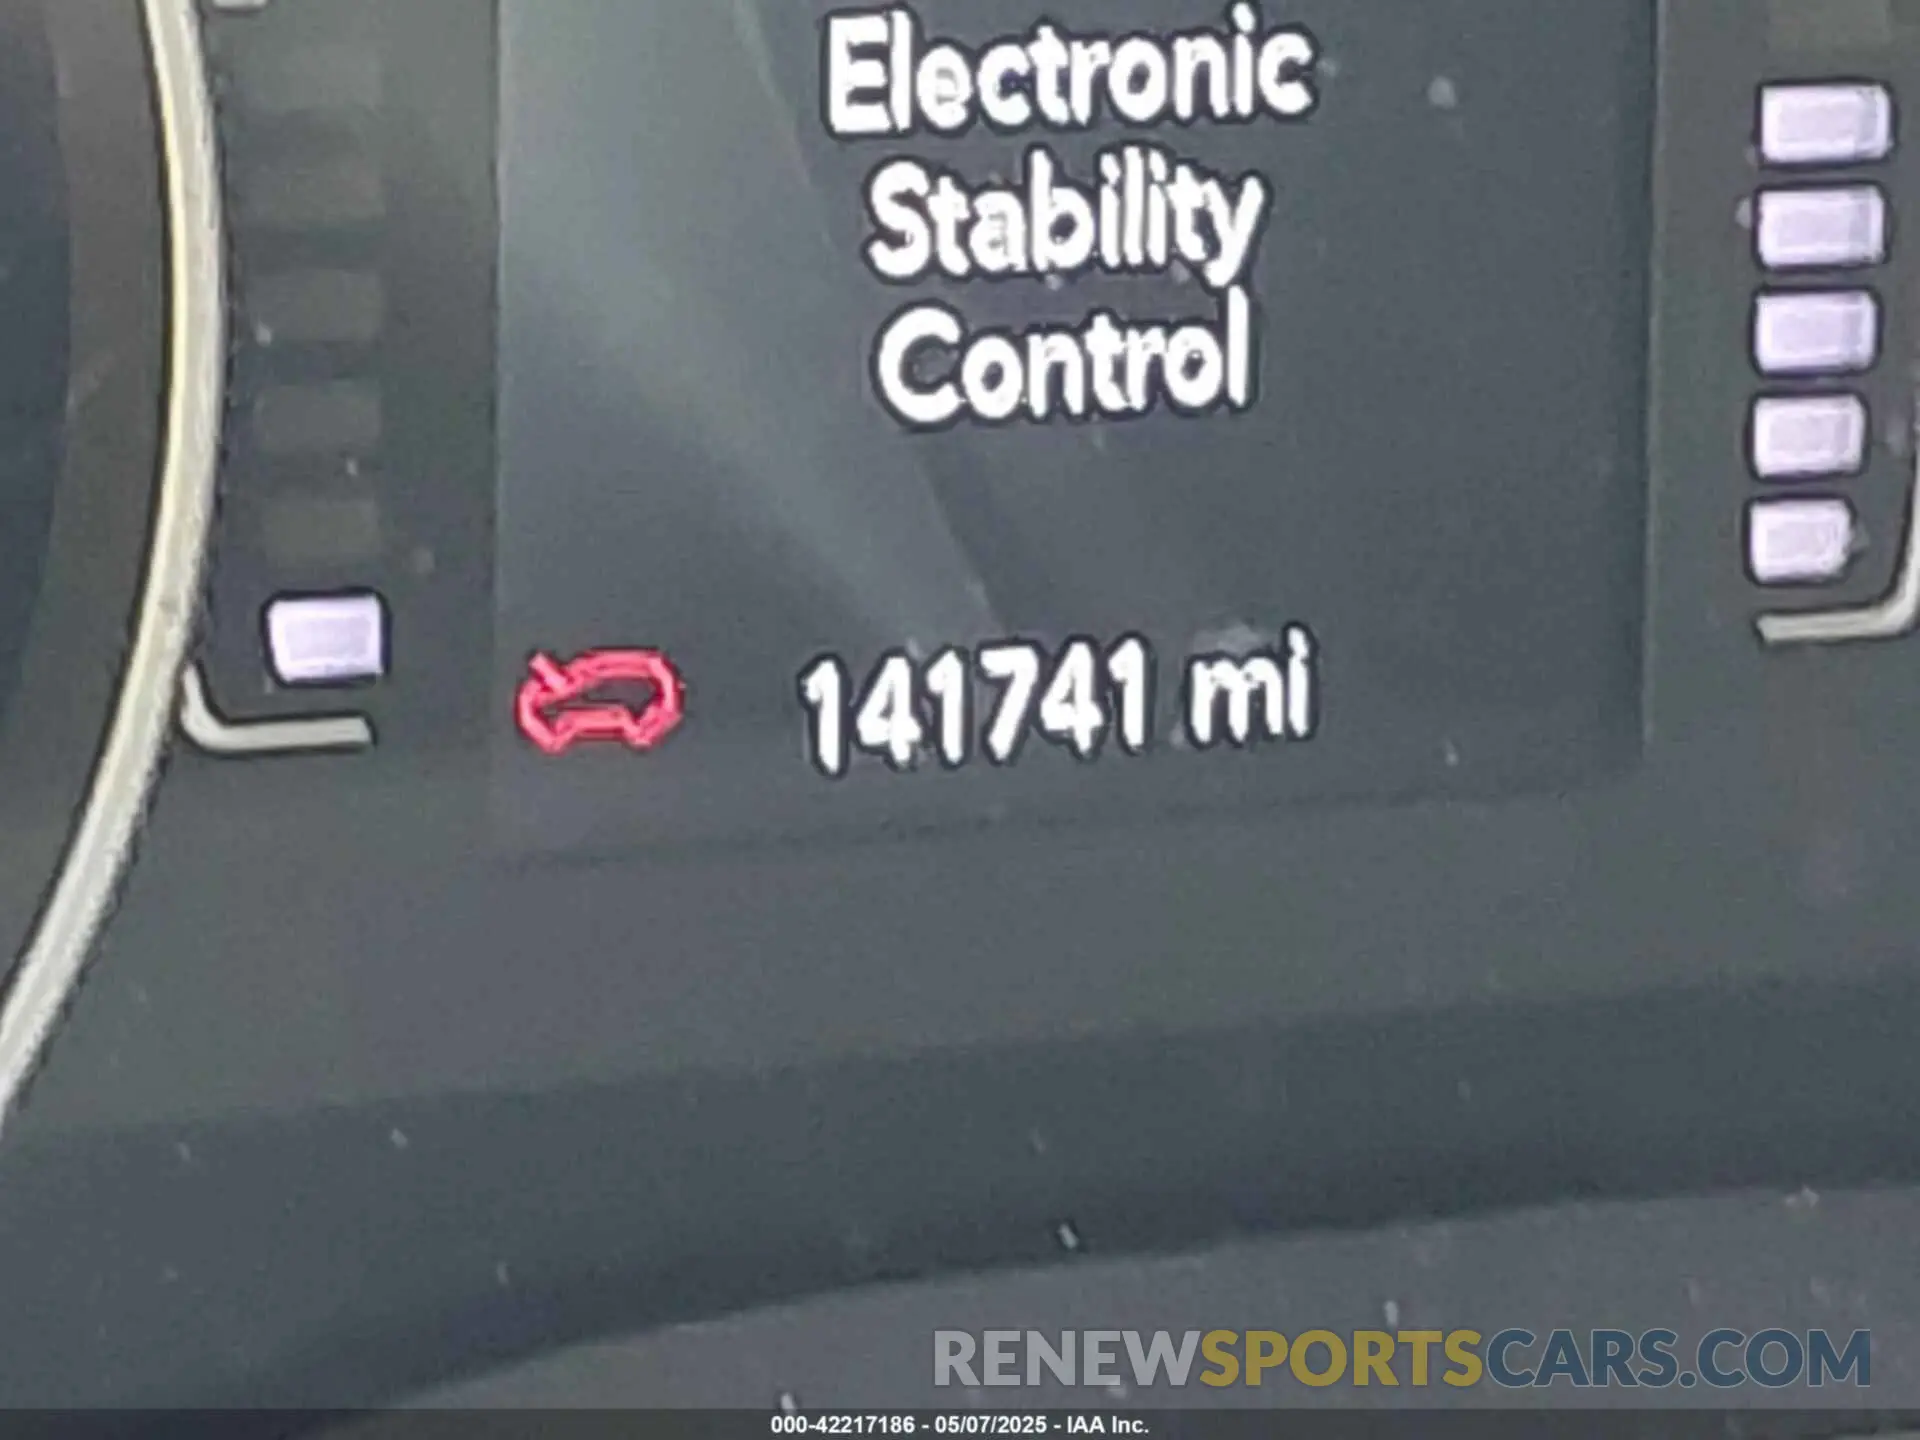 Electronic
Stability
Control
141741 mi
RENEWSPORTSCARS.COM
000-42217186 - 05/07/2025 - IAA Inc.